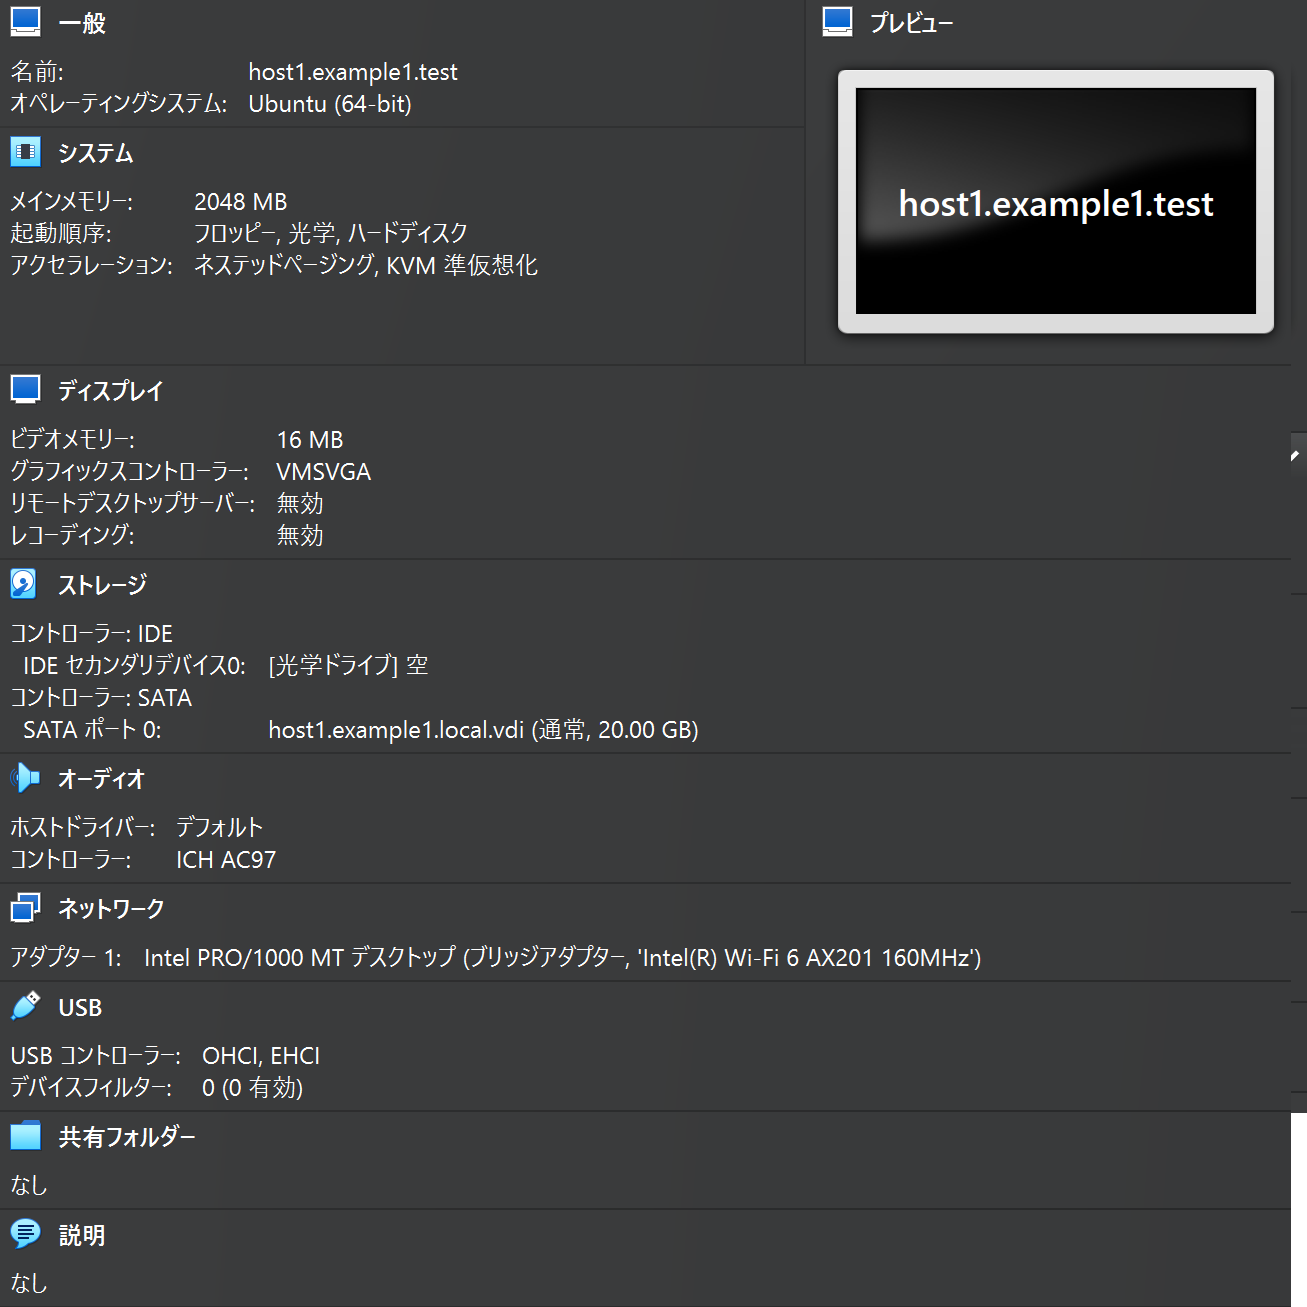 一般
名前: host1.example1.test
オペレーティングシステム: Ubuntu (64-bit)
システム
メインメモリー: 2048 MB
起動順序: フロッピー, 光学, ハードディスク
アクセラレーション: ネステッドページング, KVM 準仮想化
プレビュー
host1.example1.test
ディスプレイ
ビデオメモリー: 16 MB
グラフィックスコントローラー: VMSVGA
リモートデスクトップサーバー: 無効
レコーディング: 無効
ストレージ
コントローラー: IDE
IDE セカンダリデバイス0: [光学ドライブ] 空
コントローラー: SATA
SATA ポート 0: host1.example1.local.vdi (通常, 20.00 GB)
オーディオ
ホストドライバー: デフォルト
コントローラー: ICH AC97
ネットワーク
アダプター 1: Intel PRO/1000 MT デスクトップ (ブリッジアダプター, 'Intel(R) Wi-Fi 6 AX201 160MHz')
USB
USB コントローラー: OHCI, EHCI
デバイスフィルター: 0 (0 有効)
共有フォルダー
なし
説明
なし